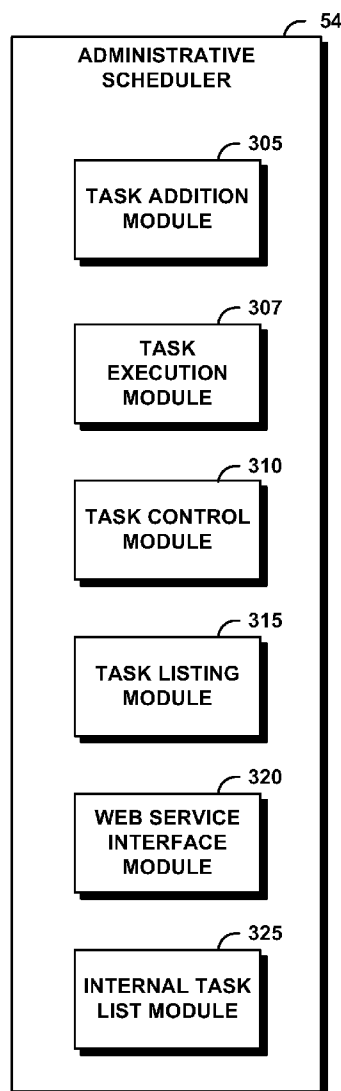 54
ADMINISTRATIVE
SCHEDULER
305
TASK ADDITION
MODULE
307
TASK
EXECUTION
MODULE
310
TASK CONTROL
MODULE
315
TASK LISTING
MODULE
320
WEB SERVICE
INTERFACE
MODULE
325
INTERNAL TASK
LIST MODULE